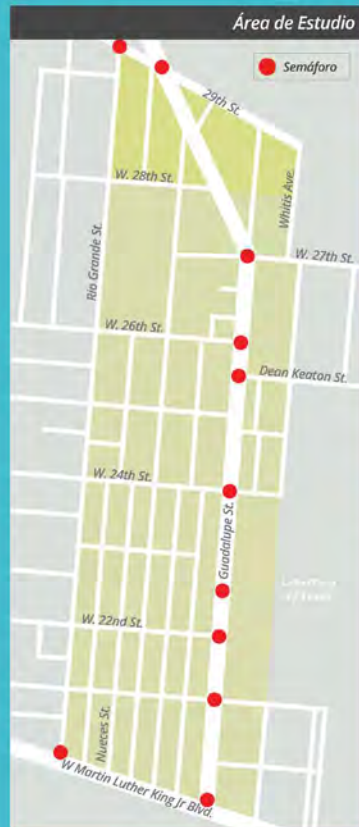 Área de Estudio
Semáforo
29th St.
W. 28th St.
Whitis Ave.
Rio Grande St.
W. 27th St.
W. 26th St.
Dean Keaton St.
W. 24th St.
Guadalupe St.
W. 22nd St.
Nueces St.
W Martin Luther King Jr Blvd.